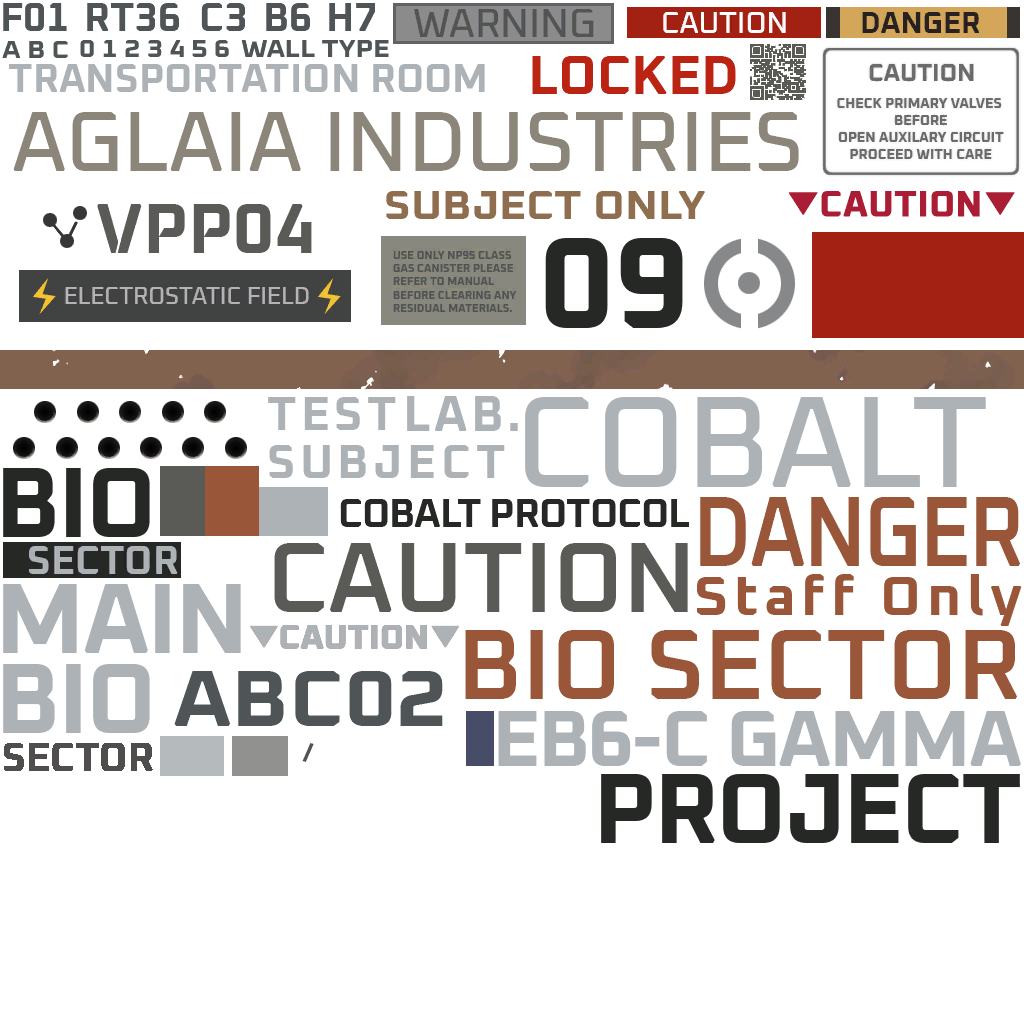 F01 RT36 C3 B6 H7
WARNING
CAUTION
DANGER
A B C 0 1 2 3 4 5 6 WALL TYPE
TRANSPORTATION ROOM
LOCKED
CAUTION
CHECK PRIMARY VALVES
BEFORE
OPEN AUXILARY CIRCUIT
PROCEED WITH CARE
AGLAIA INDUSTRIES
VPP04
SUBJECT ONLY
CAUTION
ELECTROSTATIC FIELD
USE ONLY NP95 CLASS
GAS CANISTER PLEASE
REFER TO MANUAL
BEFORE CLEARING ANY
RESIDUAL MATERIALS.
09
TESTLAB.
SUBJECT
COBALT
BIO
SECTOR
COBALT PROTOCOL
DANGER
CAUTION
Staff Only
MAIN
CAUTION
BIO SECTOR
BIO
ABC02
EB6-C GAMMA
SECTOR
/
PROJECT